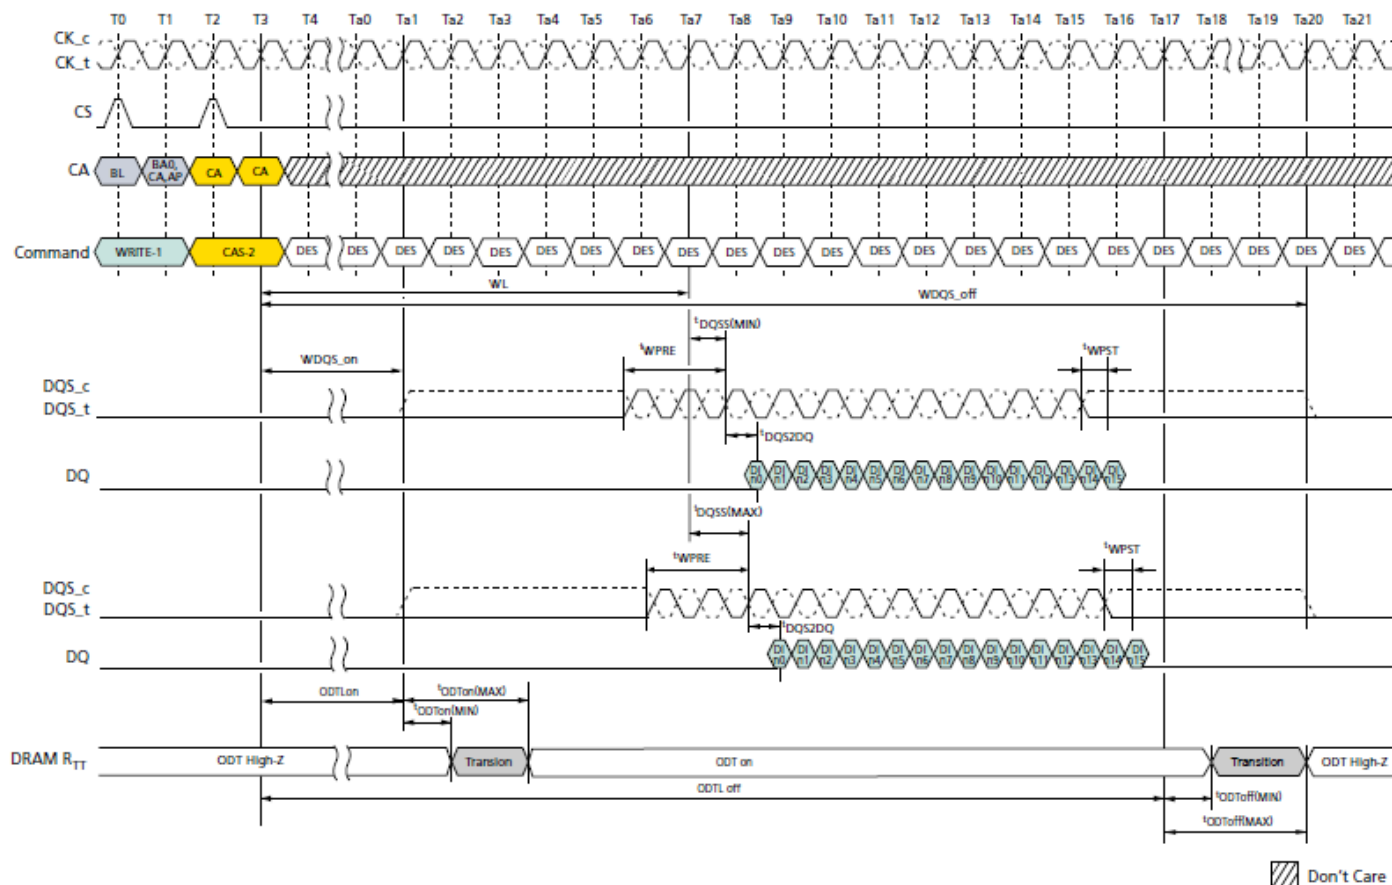 T0 T1 T2 T3 T4 Ta0 Ta1 Ta2 Ta3 Ta4 Ta5 Ta6 Ta7 Ta8 Ta9 Ta10 Ta11 Ta12 Ta13 Ta14 Ta15 Ta16 Ta17 Ta18 Ta19 Ta20 Ta21
CK_c
CK_t
CS
CA BL BA0, CA, AP CA CA
Command WRITE-1 CAS-2 DES DES DES DES DES DES DES DES DES DES DES DES DES DES DES DES DES DES DES DES DES DES DES
WL
WDQS_off
tDQSS(MIN)
tWPRE tWPST
WDQS_on
DQS_c
DQS_t
tDQS2DQ
DQ DI n0 DI n1 DI n2 DI n3 DI n4 DI n5 DI n6 DI n7 DI n8 DI n9 DI n10 DI n11 DI n12 DI n13 DI n14 DI n15
tDQSS(MAX)
tWPRE tWPST
DQS_c
DQS_t
tDQS2DQ
DQ DI n0 DI n1 DI n2 DI n3 DI n4 DI n5 DI n6 DI n7 DI n8 DI n9 DI n10 DI n11 DI n12 DI n13 DI n14 DI n15
ODTLon tODTon(MAX)
tODTon(MIN)
DRAM RTT ODT High-Z Transion ODT on Transition ODT High-Z
ODTL off tODToff(MIN)
tODToff(MAX)
Don't Care